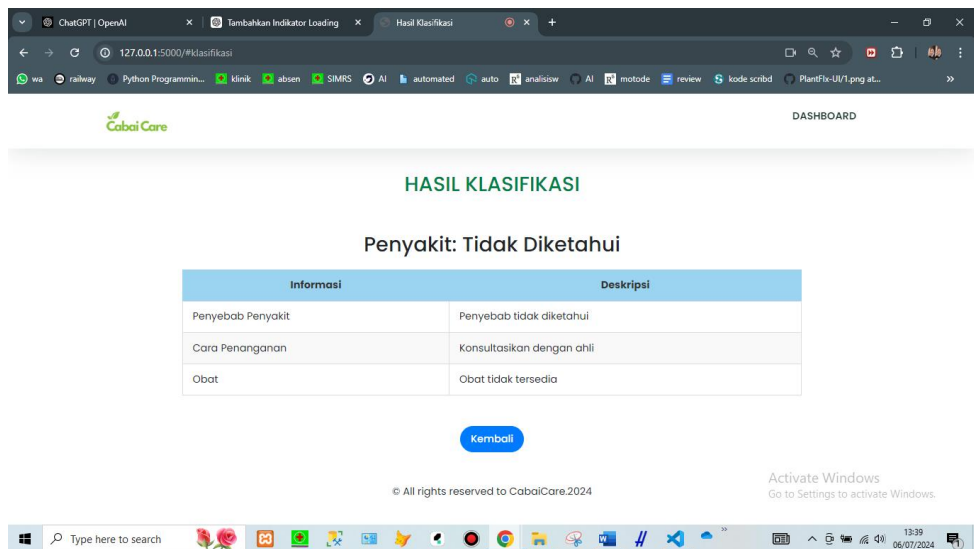 ChatGPT | OpenAI
Tambahkan Indikator Loading
Hasil Klasifikasi
127.0.0.1:5000/#klasifikasi
wa railway Python Programmin... klinik absen SIMRS AI automated auto analisisw AI motode review kode scribd PlantFlx-UI/1.png at...
Cabai Care
DASHBOARD
HASIL KLASIFIKASI
Penyakit: Tidak Diketahui
Informasi Deskripsi
Penyebab Penyakit Penyebab tidak diketahui
Cara Penanganan Konsultasikan dengan ahli
Obat Obat tidak tersedia
Kembali
© All rights reserved to CabaiCare.2024
Activate Windows
Go to Settings to activate Windows.
Type here to search
13:39
06/07/2024